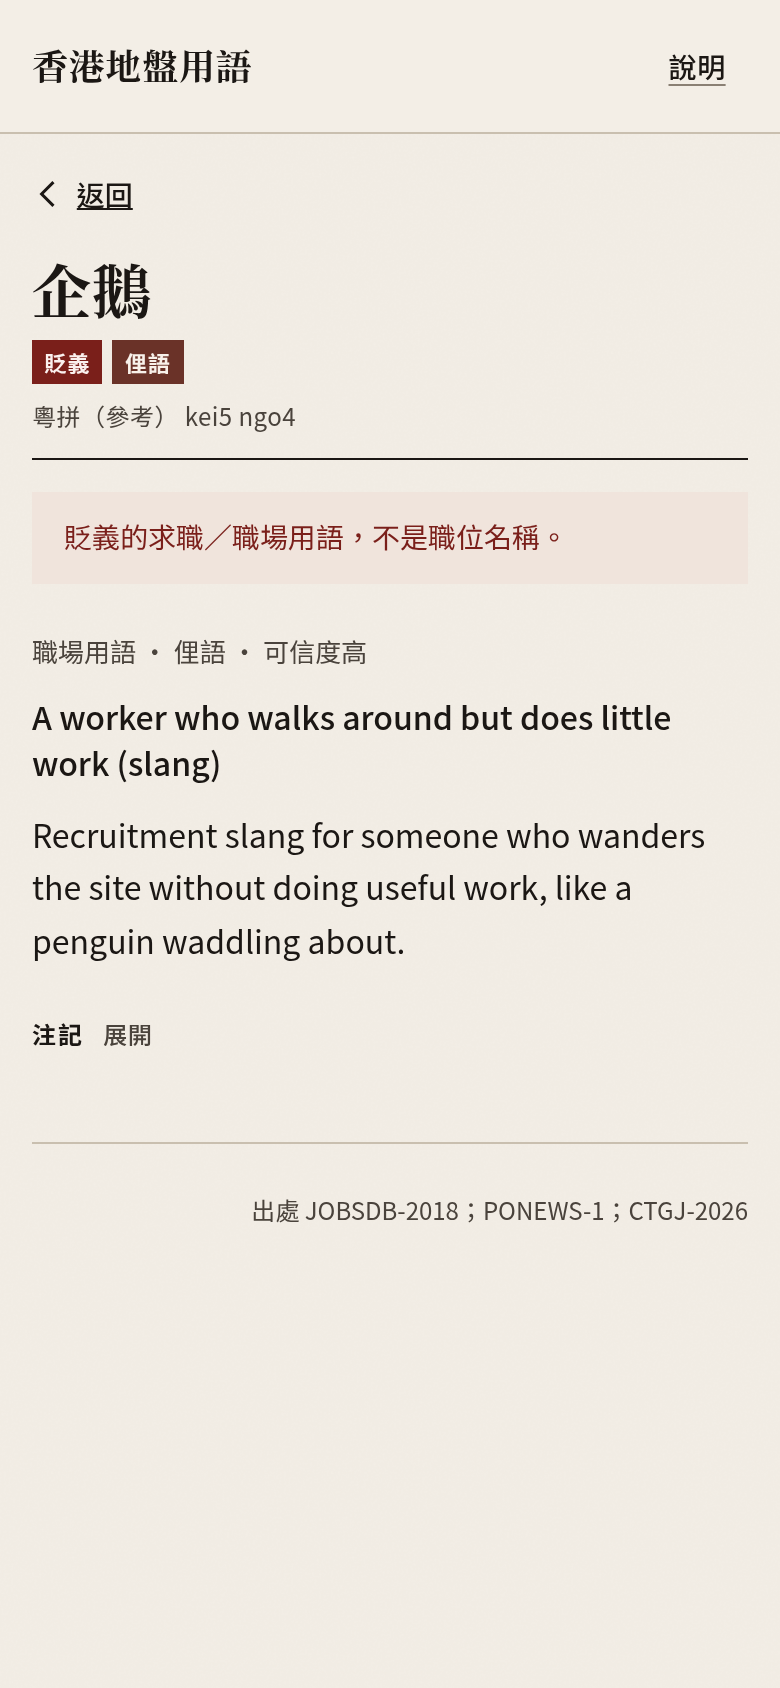 香港地盤用語
說明
返回
企鵝
貶義 俚語
粵拼（參考） kei5 ngo4
貶義的求職／職場用語，不是職位名稱。
職場用語 · 俚語 · 可信度高
A worker who walks around but does little
work (slang)
Recruitment slang for someone who wanders
the site without doing useful work, like a
penguin waddling about.
注記 展開
出處 JOBSDB-2018；PONEWS-1；CTGJ-2026